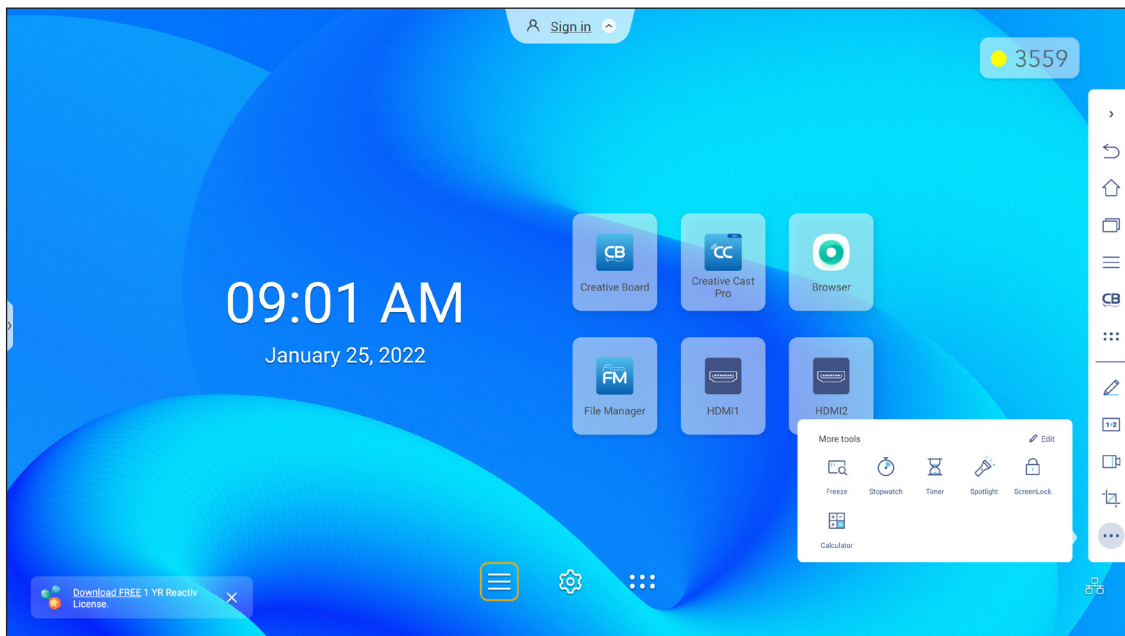 Sign in
3559
09:01 AM
January 25, 2022
CB
Creative Board
CC
Creative Cast
Pro
Browser
FM
File Manager
HDMI1
HDMI2
CB
More tools
Edit
Freeze
Stopwatch
Timer
Spotlight
ScreenLock
Calculator
Download FREE 1 YR Reactiv
License.